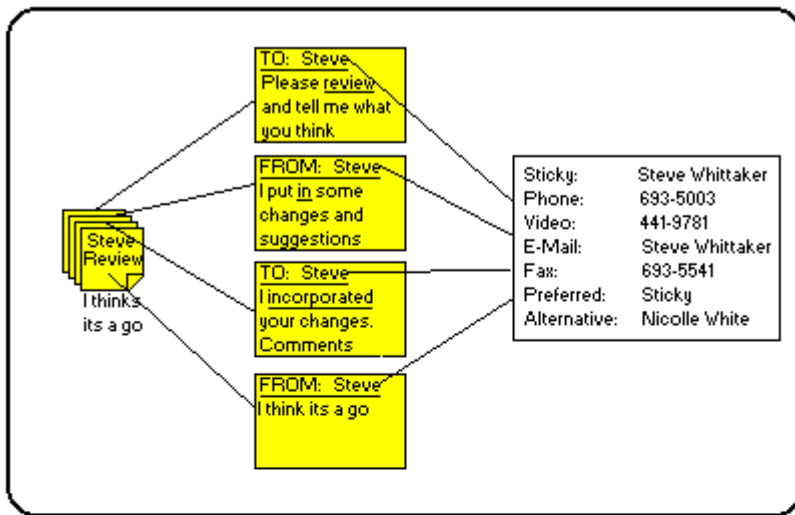 TO: Steve
Please review
and tell me what
you think
FROM: Steve
I put in some
changes and
suggestions
TO: Steve
I incorporated
your changes.
Comments
FROM: Steve
I think its a go
Steve
Review
I thinks
its a go
Sticky: Steve Whittaker
Phone: 693-5003
Video: 441-9781
E-Mail: Steve Whittaker
Fax: 693-5541
Preferred: Sticky
Alternative: Nicolle White